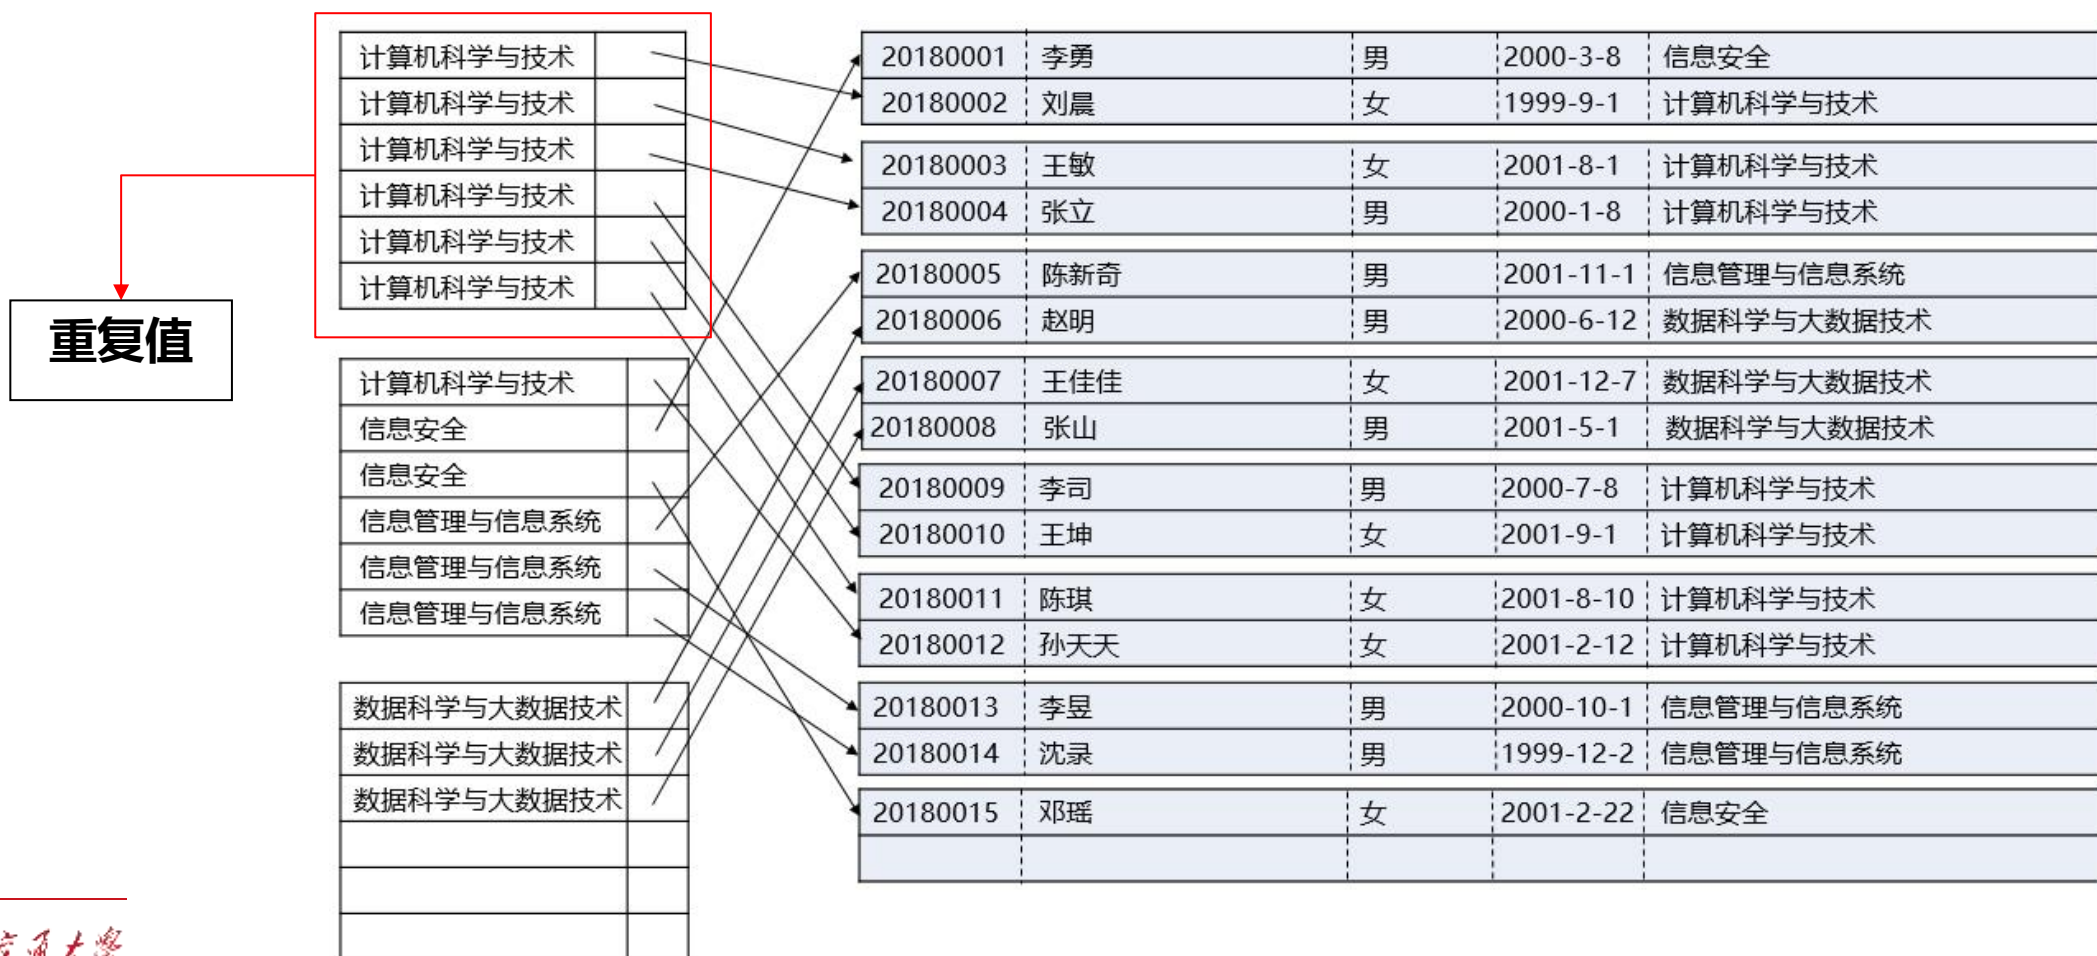 重复值
计算机科学与技术
计算机科学与技术
计算机科学与技术
计算机科学与技术
计算机科学与技术
计算机科学与技术
计算机科学与技术
信息安全
信息安全
信息管理与信息系统
信息管理与信息系统
信息管理与信息系统
数据科学与大数据技术
数据科学与大数据技术
数据科学与大数据技术
20180001 李勇 男 2000-3-8 信息安全
20180002 刘晨 女 1999-9-1 计算机科学与技术
20180003 王敏 女 2001-8-1 计算机科学与技术
20180004 张立 男 2000-1-8 计算机科学与技术
20180005 陈新奇 男 2001-11-1 信息管理与信息系统
20180006 赵明 男 2000-6-12 数据科学与大数据技术
20180007 王佳佳 女 2001-12-7 数据科学与大数据技术
20180008 张山 男 2001-5-1 数据科学与大数据技术
20180009 李司 男 2000-7-8 计算机科学与技术
20180010 王坤 女 2001-9-1 计算机科学与技术
20180011 陈琪 女 2001-8-10 计算机科学与技术
20180012 孙天天 女 2001-2-12 计算机科学与技术
20180013 李昱 男 2000-10-1 信息管理与信息系统
20180014 沈录 男 1999-12-2 信息管理与信息系统
20180015 邓瑶 女 2001-2-22 信息安全
交通大學